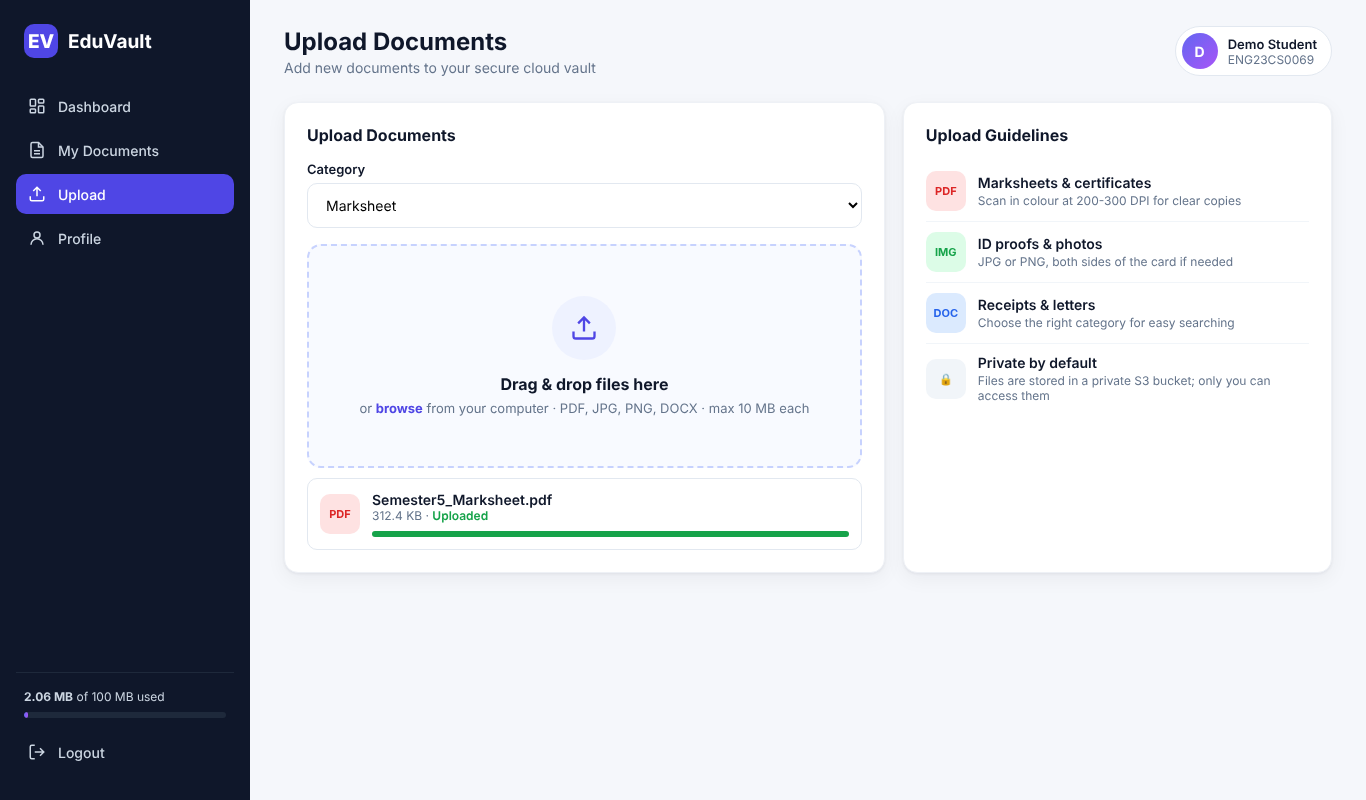 EV EduVault
Dashboard
My Documents
Upload
Profile
2.06 MB of 100 MB used
Logout
Upload Documents
Add new documents to your secure cloud vault
D
Demo Student
ENG23CS0069
Upload Documents
Category
Marksheet
Drag & drop files here
or browse from your computer · PDF, JPG, PNG, DOCX · max 10 MB each
PDF
Semester5_Marksheet.pdf
312.4 KB · Uploaded
Upload Guidelines
PDF
Marksheets & certificates
Scan in colour at 200-300 DPI for clear copies
IMG
ID proofs & photos
JPG or PNG, both sides of the card if needed
DOC
Receipts & letters
Choose the right category for easy searching
Private by default
Files are stored in a private S3 bucket; only you can
access them